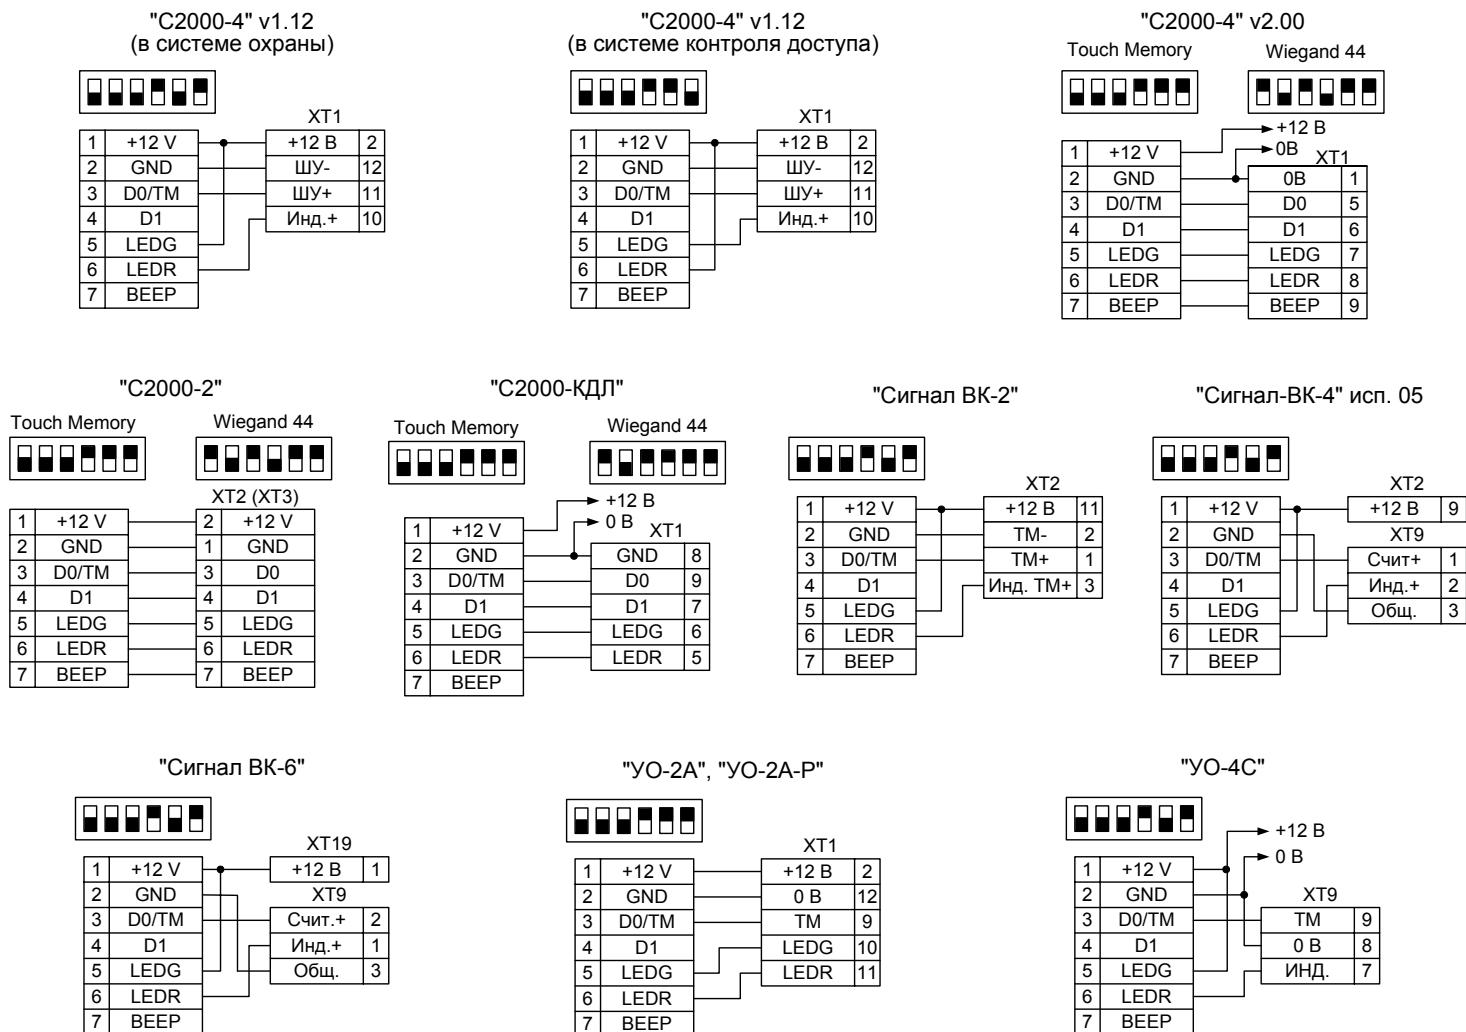 "С2000-4" v1.12
(в системе охраны)
XT1
1 +12 V +12 В 2
2 GND ШУ- 12
3 D0/TM ШУ+ 11
4 D1 Инд.+ 10
5 LEDG
6 LEDR
7 BEEP
"С2000-4" v1.12
(в системе контроля доступа)
XT1
1 +12 V +12 В 2
2 GND ШУ- 12
3 D0/TM ШУ+ 11
4 D1 Инд.+ 10
5 LEDG
6 LEDR
7 BEEP
"С2000-4" v2.00
Touch Memory Wiegand 44
+12 В
0В
XT1
1 +12 V
2 GND 0В 1
3 D0/TM D0 5
4 D1 D1 6
5 LEDG LEDG 7
6 LEDR LEDR 8
7 BEEP BEEP 9
"С2000-2"
Touch Memory Wiegand 44
XT2 (XT3)
1 +12 V 2 +12 V
2 GND 1 GND
3 D0/TM 3 D0
4 D1 4 D1
5 LEDG 5 LEDG
6 LEDR 6 LEDR
7 BEEP 7 BEEP
"С2000-КДЛ"
Touch Memory Wiegand 44
+12 В
0 В
XT1
1 +12 V
2 GND GND 8
3 D0/TM D0 9
4 D1 D1 7
5 LEDG LEDG 6
6 LEDR LEDR 5
7 BEEP
"Сигнал ВК-2"
XT2
1 +12 V +12 В 11
2 GND ТМ- 2
3 D0/TM ТМ+ 1
4 D1 Инд. ТМ+ 3
5 LEDG
6 LEDR
7 BEEP
"Сигнал-ВК-4" исп. 05
XT2
1 +12 V +12 В 9
2 GND XT9
3 D0/TM Счит+ 1
4 D1 Инд.+ 2
5 LEDG Общ. 3
6 LEDR
7 BEEP
"Сигнал ВК-6"
XT19
1 +12 V +12 В 1
2 GND XT9
3 D0/TM Счит.+ 2
4 D1 Инд.+ 1
5 LEDG Общ. 3
6 LEDR
7 BEEP
"УО-2А", "УО-2А-Р"
XT1
1 +12 V +12 В 2
2 GND 0 В 12
3 D0/TM ТМ 9
4 D1 LEDG 10
5 LEDG LEDR 11
6 LEDR
7 BEEP
"УО-4С"
+12 В
0 В
1 +12 V
2 GND XT9
3 D0/TM ТМ 9
4 D1 0 В 8
5 LEDG ИНД. 7
6 LEDR
7 BEEP